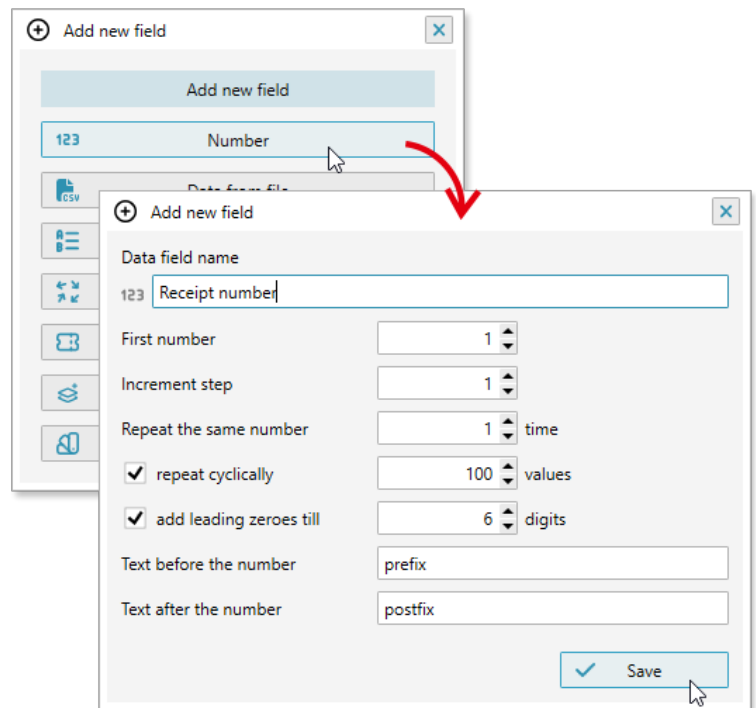 Add new field
Add new field
123 Number
CSV
A
B
Add new field
Data field name
123 Receipt number
First number 1
Increment step 1
Repeat the same number 1 time
repeat cyclically 100 values
add leading zeroes till 6 digits
Text before the number prefix
Text after the number postfix
Save